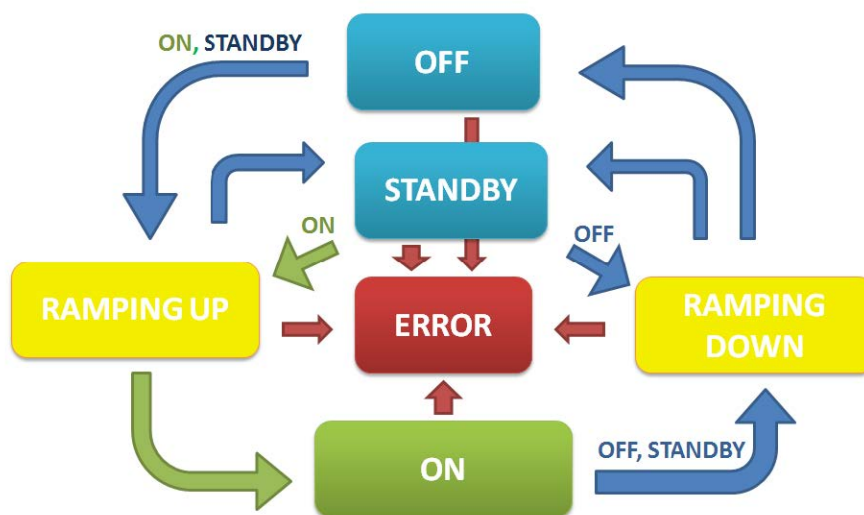 ON, STANDBY
OFF
STANDBY
ON
OFF
RAMPING UP
ERROR
RAMPING
DOWN
ON
OFF, STANDBY